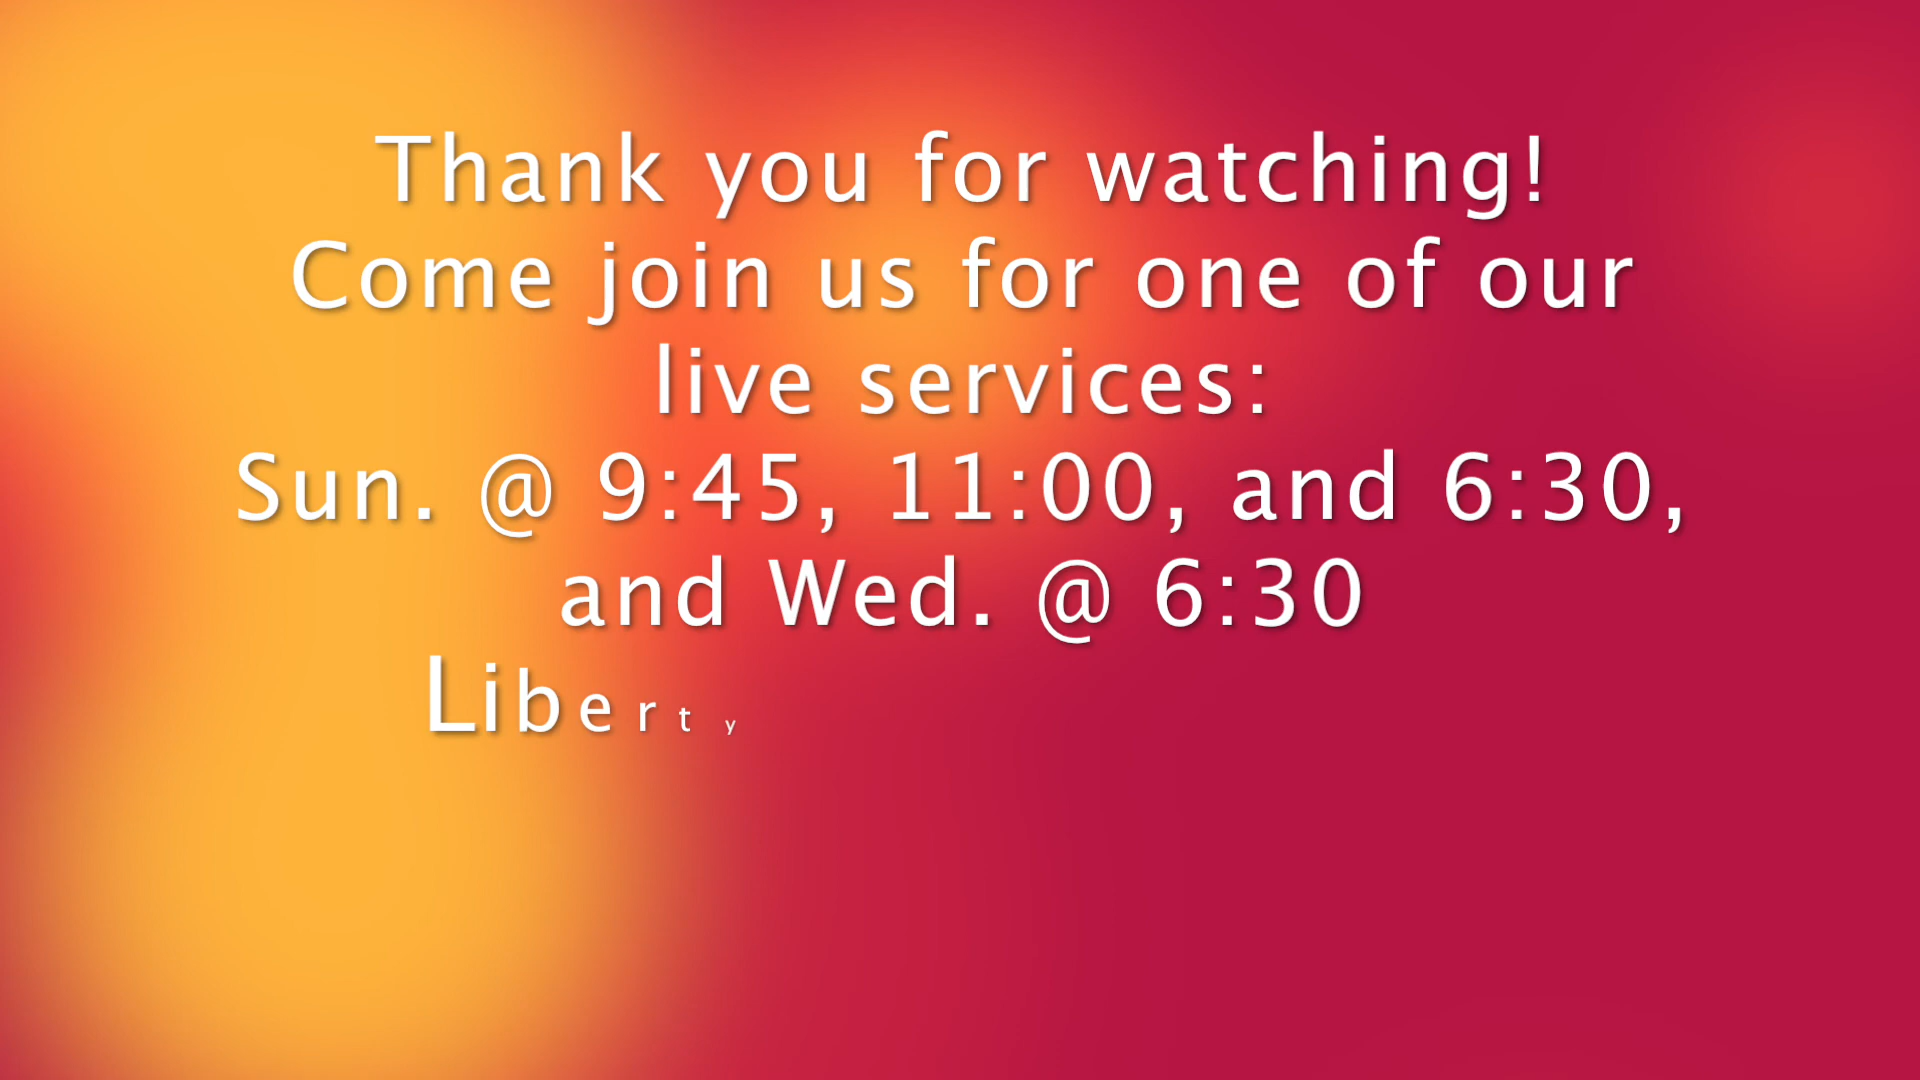 Thank you for watching!
Come join us for one of our
live services:
Sun. @ 9:45, 11:00, and 6:30,
and Wed. @ 6:30
Liberty